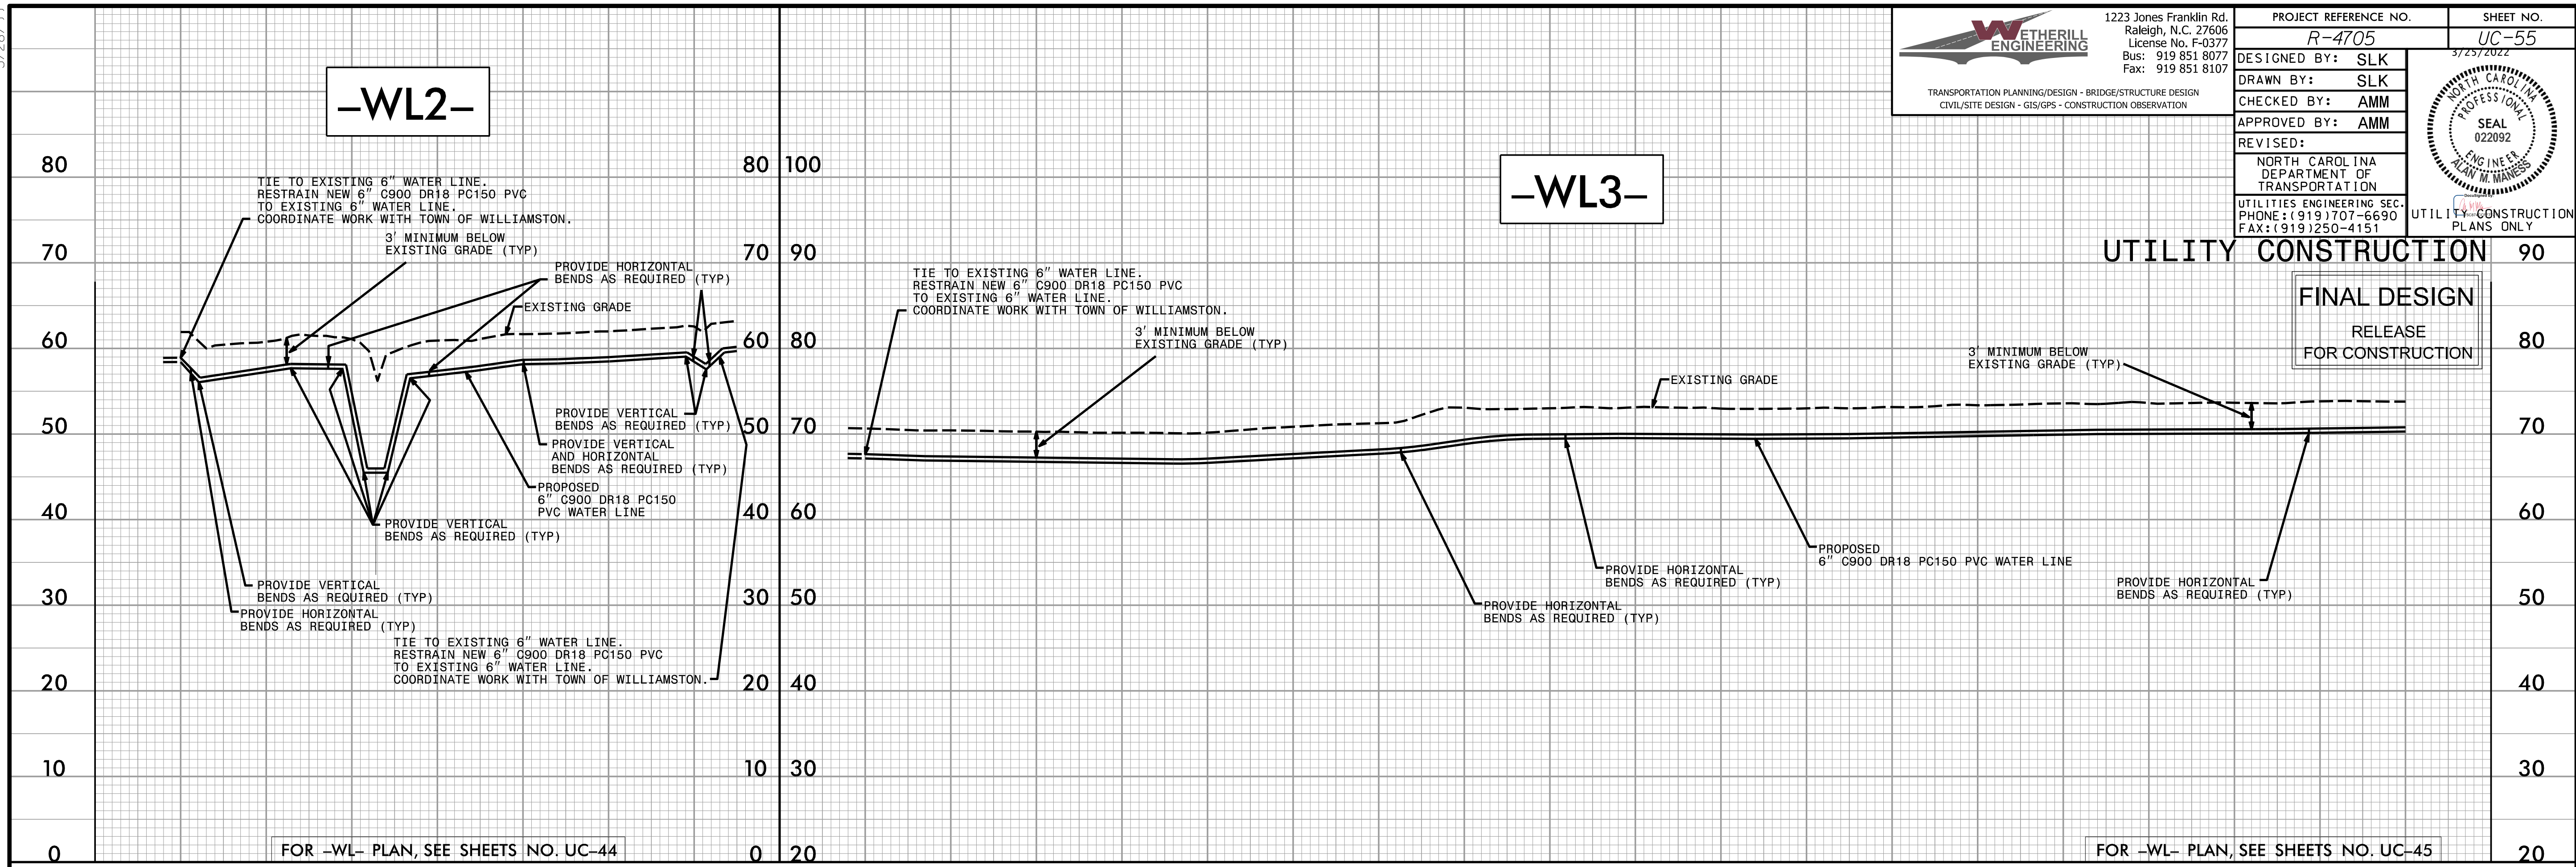 1223 Jones Franklin Rd.
Raleigh, N.C. 27606
License No. F-0377
Bus: 919 851 8077
Fax: 919 851 8107
WETHERILL
ENGINEERING
TRANSPORTATION PLANNING/DESIGN - BRIDGE/STRUCTURE DESIGN
CIVIL/SITE DESIGN - GIS/GPS - CONSTRUCTION OBSERVATION
PROJECT REFERENCE NO.
SHEET NO.
R-4705
UC-55
3/25/2022
DESIGNED BY: SLK
DRAWN BY: SLK
CHECKED BY: AMM
APPROVED BY: AMM
REVISED:
NORTH CAROLINA
DEPARTMENT OF
TRANSPORTATION
UTILITIES ENGINEERING SEC.
PHONE:(919)707-6690
FAX:(919)250-4151
NORTH CAROLINA
PROFESSIONAL
SEAL
022092
ENGINEER
ALAN M. MANESS
UTILITY CONSTRUCTION
PLANS ONLY
UTILITY CONSTRUCTION
FINAL DESIGN
RELEASE
FOR CONSTRUCTION
–WL2–
80
70
60
50
40
30
20
10
0
TIE TO EXISTING 6" WATER LINE.
RESTRAIN NEW 6" C900 DR18 PC150 PVC
TO EXISTING 6" WATER LINE.
COORDINATE WORK WITH TOWN OF WILLIAMSTON.
3' MINIMUM BELOW
EXISTING GRADE (TYP)
PROVIDE HORIZONTAL
BENDS AS REQUIRED (TYP)
EXISTING GRADE
PROVIDE VERTICAL
BENDS AS REQUIRED (TYP)
PROVIDE VERTICAL
AND HORIZONTAL
BENDS AS REQUIRED (TYP)
PROPOSED
6" C900 DR18 PC150
PVC WATER LINE
PROVIDE VERTICAL
BENDS AS REQUIRED (TYP)
PROVIDE VERTICAL
BENDS AS REQUIRED (TYP)
PROVIDE HORIZONTAL
BENDS AS REQUIRED (TYP)
TIE TO EXISTING 6" WATER LINE.
RESTRAIN NEW 6" C900 DR18 PC150 PVC
TO EXISTING 6" WATER LINE.
COORDINATE WORK WITH TOWN OF WILLIAMSTON.
FOR –WL– PLAN, SEE SHEETS NO. UC–44
80
70
60
50
40
30
20
10
0
–WL3–
100
90
80
70
60
50
40
30
20
TIE TO EXISTING 6" WATER LINE.
RESTRAIN NEW 6" C900 DR18 PC150 PVC
TO EXISTING 6" WATER LINE.
COORDINATE WORK WITH TOWN OF WILLIAMSTON.
3' MINIMUM BELOW
EXISTING GRADE (TYP)
EXISTING GRADE
3' MINIMUM BELOW
EXISTING GRADE (TYP)
PROPOSED
6" C900 DR18 PC150 PVC WATER LINE
PROVIDE HORIZONTAL
BENDS AS REQUIRED (TYP)
PROVIDE HORIZONTAL
BENDS AS REQUIRED (TYP)
PROVIDE HORIZONTAL
BENDS AS REQUIRED (TYP)
FOR –WL– PLAN, SEE SHEETS NO. UC–45
90
80
70
60
50
40
30
20